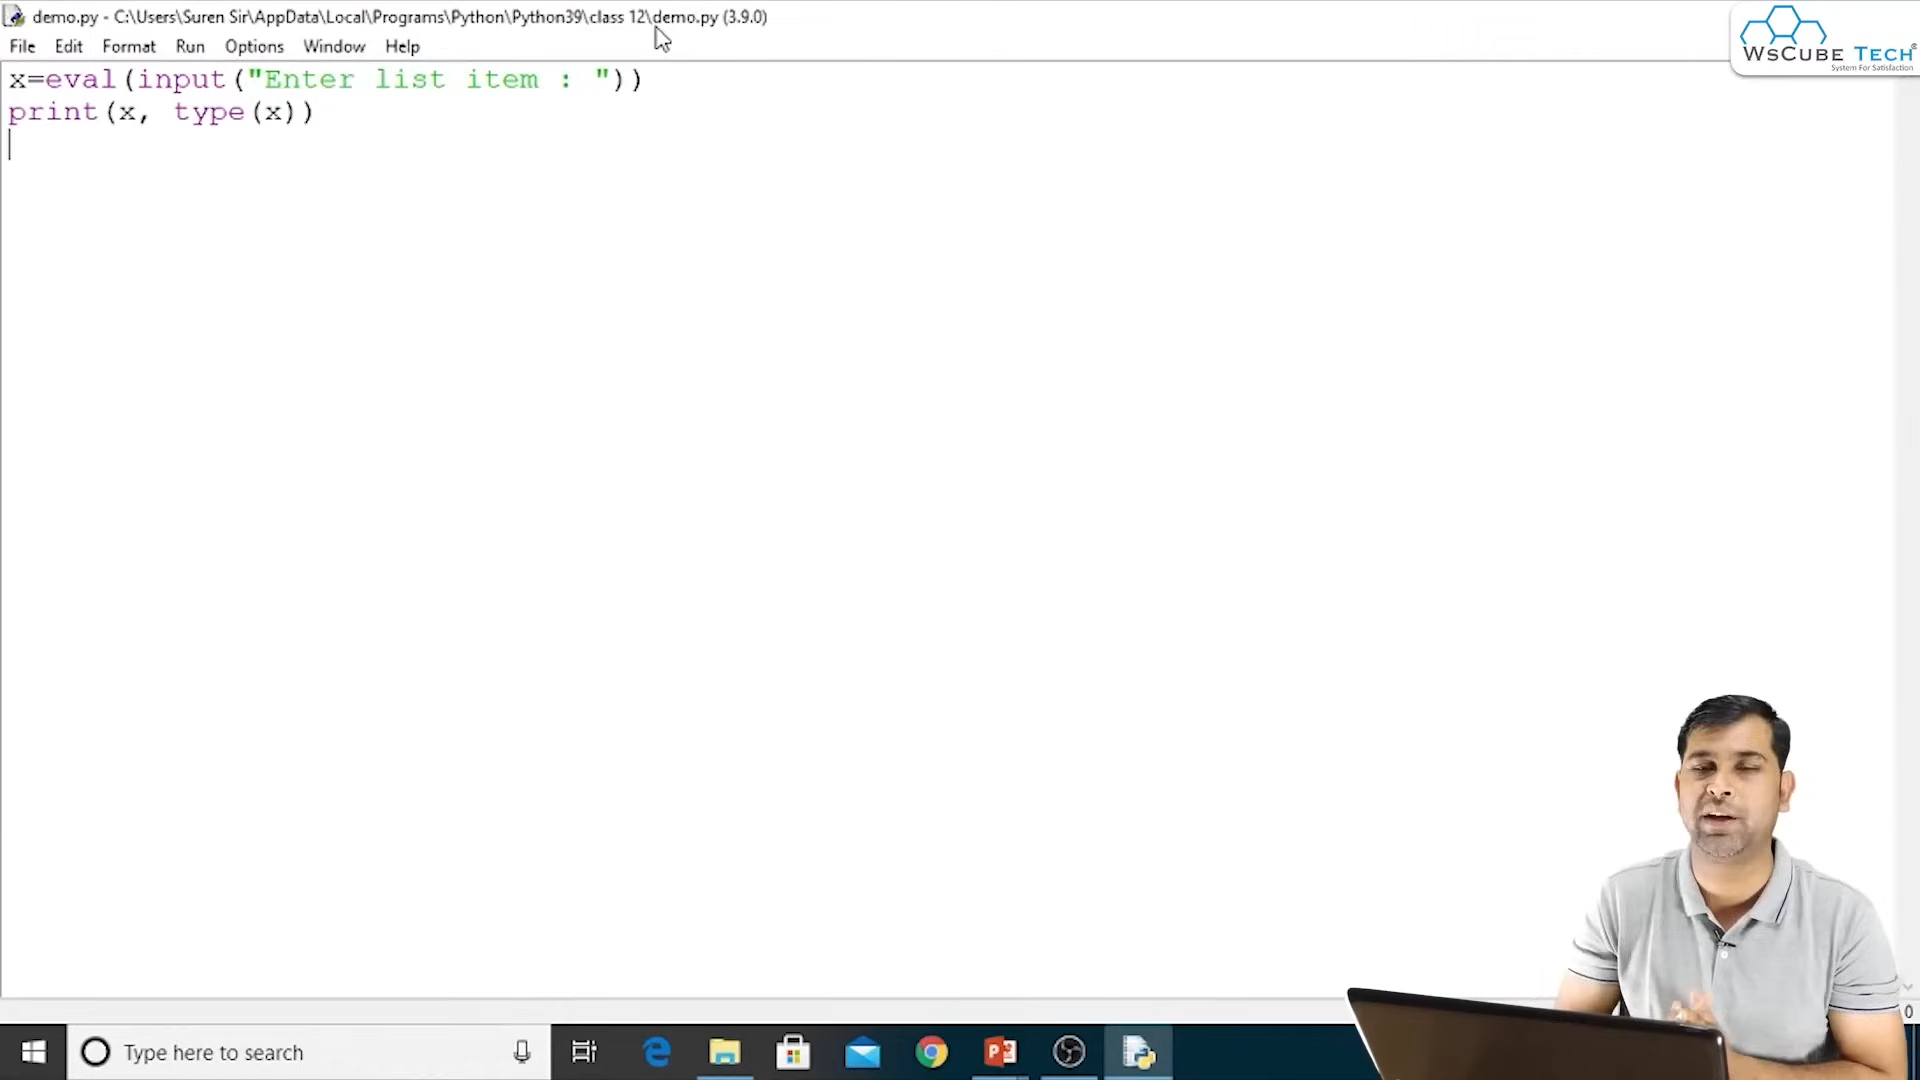 demo.py - C:\Users\Suren Sir\AppData\Local\Programs\Python\Python39\class 12\demo.py (3.9.0)
WsCube Tech®
System For Satisfaction
File Edit Format Run Options Window Help
x=eval(input("Enter list item : "))
print(x, type(x))
0
Type here to search